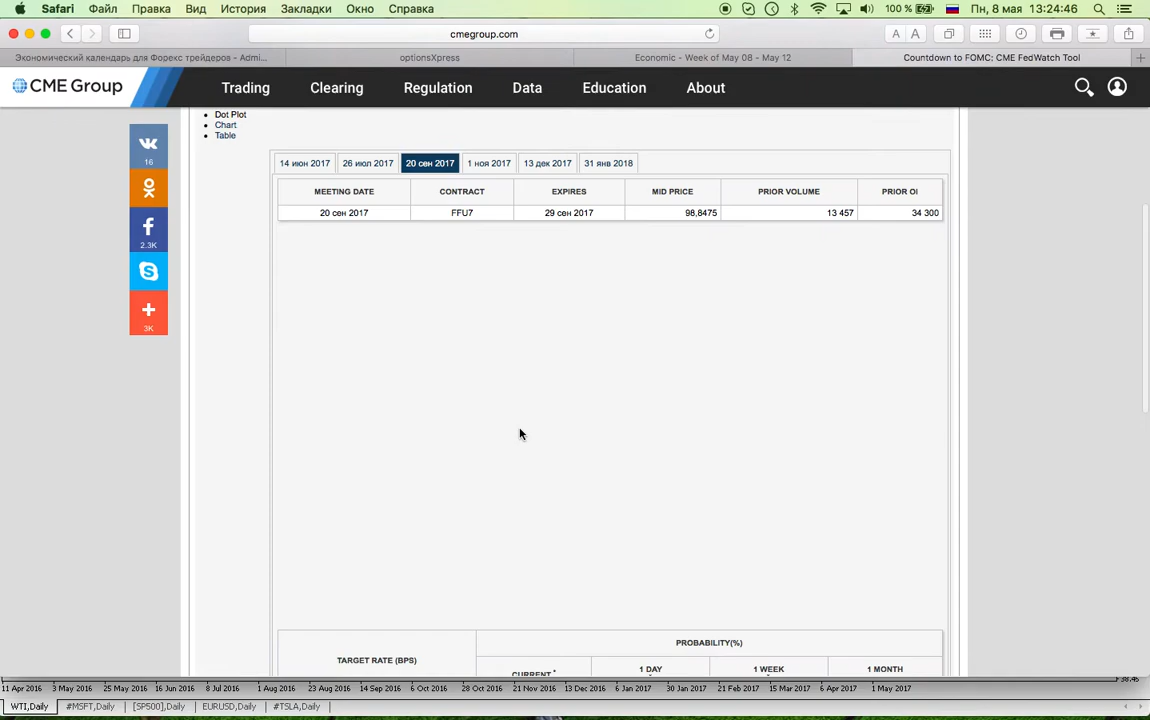 Safari Файл Правка Вид История Закладки Окно Справка 100 % Пн, 8 мая 13:24:46
cmegroup.com A A
Экономический календарь для Форекс трейдеров - Admi... optionsXpress Economic - Week of May 08 - May 12 Countdown to FOMC: CME FedWatch Tool
CME Group Trading Clearing Regulation Data Education About
Dot Plot
Chart
Table
16
2.3K
3K
14 июн 2017 26 июл 2017 20 сен 2017 1 ноя 2017 13 дек 2017 31 янв 2018
MEETING DATE CONTRACT EXPIRES MID PRICE PRIOR VOLUME PRIOR OI
20 сен 2017 FFU7 29 сен 2017 98,8475 13 457 34 300
PROBABILITY(%)
TARGET RATE (BPS)
CURRENT * 1 DAY 1 WEEK 1 MONTH
38.45
11 Apr 2016 3 May 2016 25 May 2016 16 Jun 2016 8 Jul 2016 1 Aug 2016 23 Aug 2016 14 Sep 2016 6 Oct 2016 28 Oct 2016 21 Nov 2016 13 Dec 2016 6 Jan 2017 30 Jan 2017 21 Feb 2017 15 Mar 2017 6 Apr 2017 1 May 2017
WTI,Daily #MSFT,Daily [SP500],Daily EURUSD,Daily #TSLA,Daily